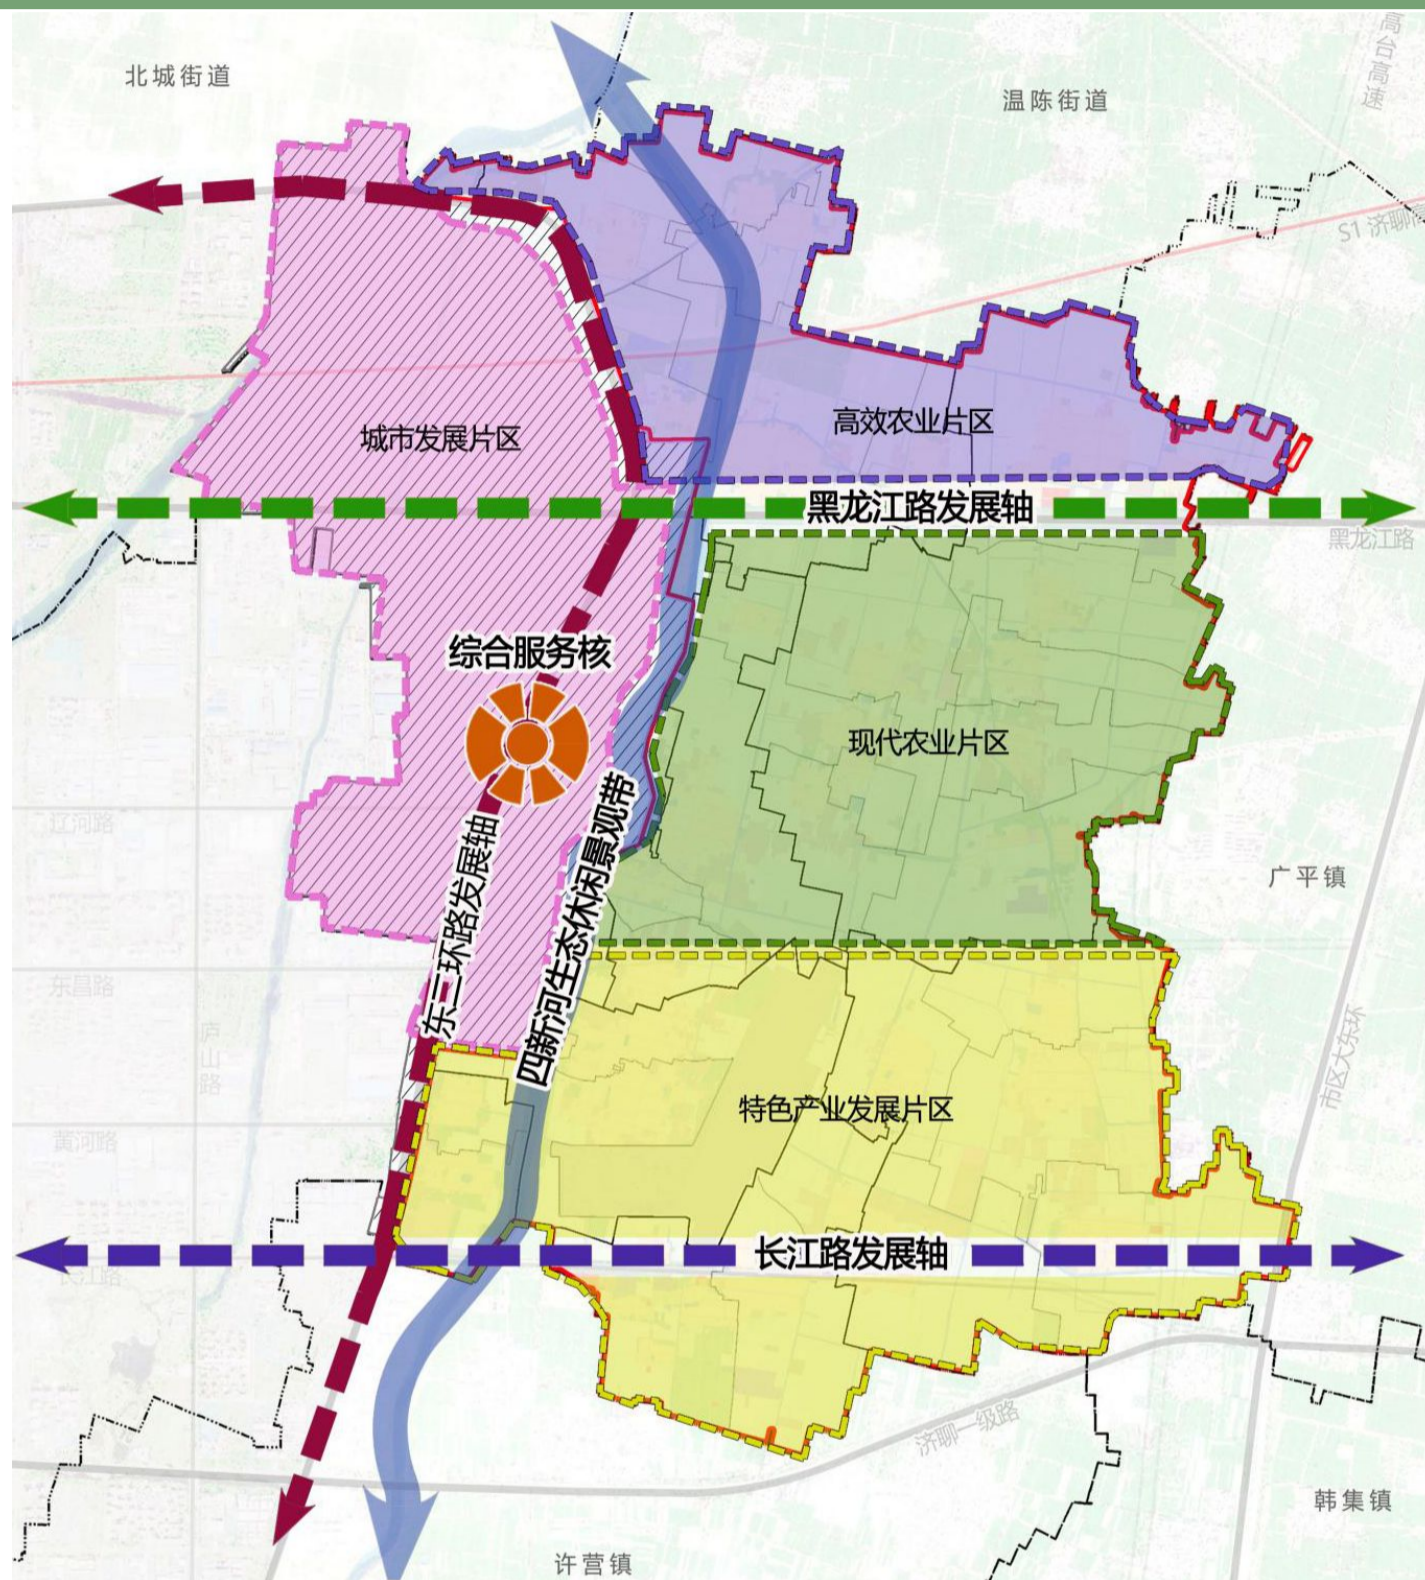 北城街道
温陈街道
高台高速
S1 济聊高
城市发展片区
高效农业片区
黑龙江路发展轴
黑龙江路
综合服务核
现代农业片区
辽河路
东二环路发展轴
四新河生态休闲景观带
广平镇
东昌路
庐山路
市区大东环
特色产业发展片区
黄河路
长江路发展轴
长江路
济聊一级路
韩集镇
许营镇